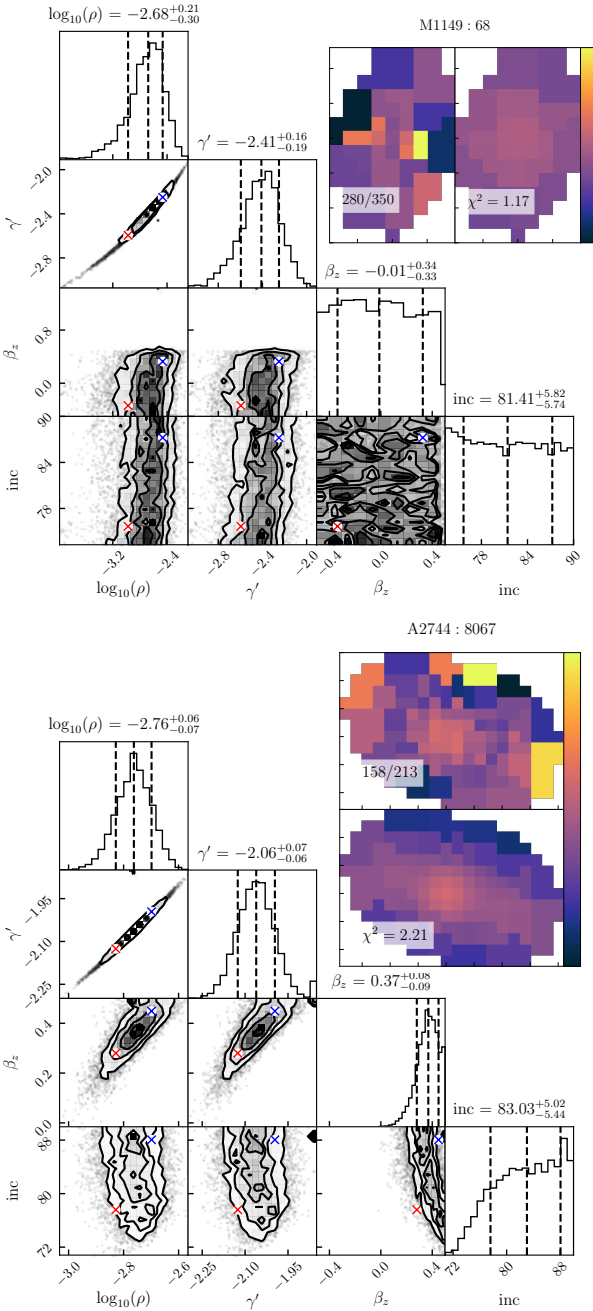 log₁₀(ρ) = −2.68 +0.21 −0.30
M1149 : 68
γ′ = −2.41 +0.16 −0.19
280/350
χ² = 1.17
β_z = −0.01 +0.34 −0.33
inc = 81.41 +5.82 −5.74
γ′
−2.0
−2.4
−2.8
β_z
0.8
0.0
inc
90
84
78
−3.2
−2.4
log₁₀(ρ)
−2.8
−2.4
−2.0
γ′
−0.4
0.0
0.4
β_z
78
84
90
inc
A2744 : 8067
log₁₀(ρ) = −2.76 +0.06 −0.07
158/213
γ′ = −2.06 +0.07 −0.06
χ² = 2.21
β_z = 0.37 +0.08 −0.09
inc = 83.03 +5.02 −5.44
γ′
−1.95
−2.10
−2.25
β_z
0.4
0.2
0.0
inc
88
80
72
−3.0
−2.8
−2.6
log₁₀(ρ)
−2.25
−2.10
−1.95
γ′
−0.4
0.0
0.4
β_z
72
80
88
inc